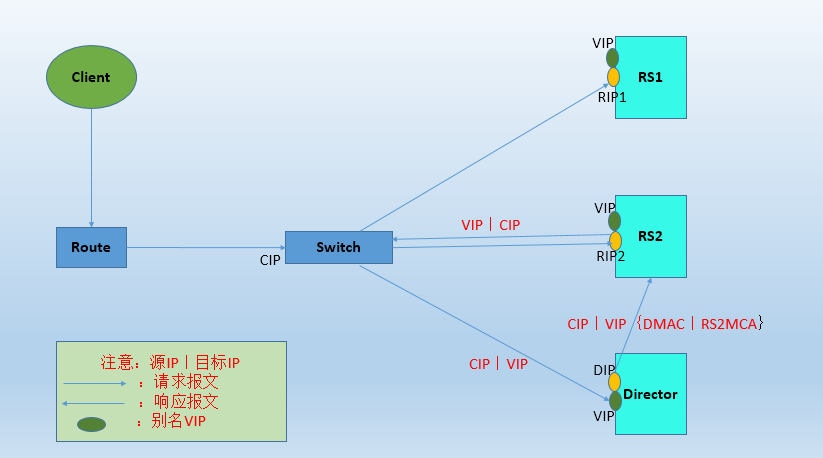 Client
Route
CIP
Switch
VIP
RS1
RIP1
VIP｜CIP
VIP
RS2
RIP2
CIP｜VIP｛DMAC｜RS2MCA｝
CIP｜VIP
DIP
Director
VIP
注意：源IP｜目标IP
：请求报文
：响应报文
：别名VIP